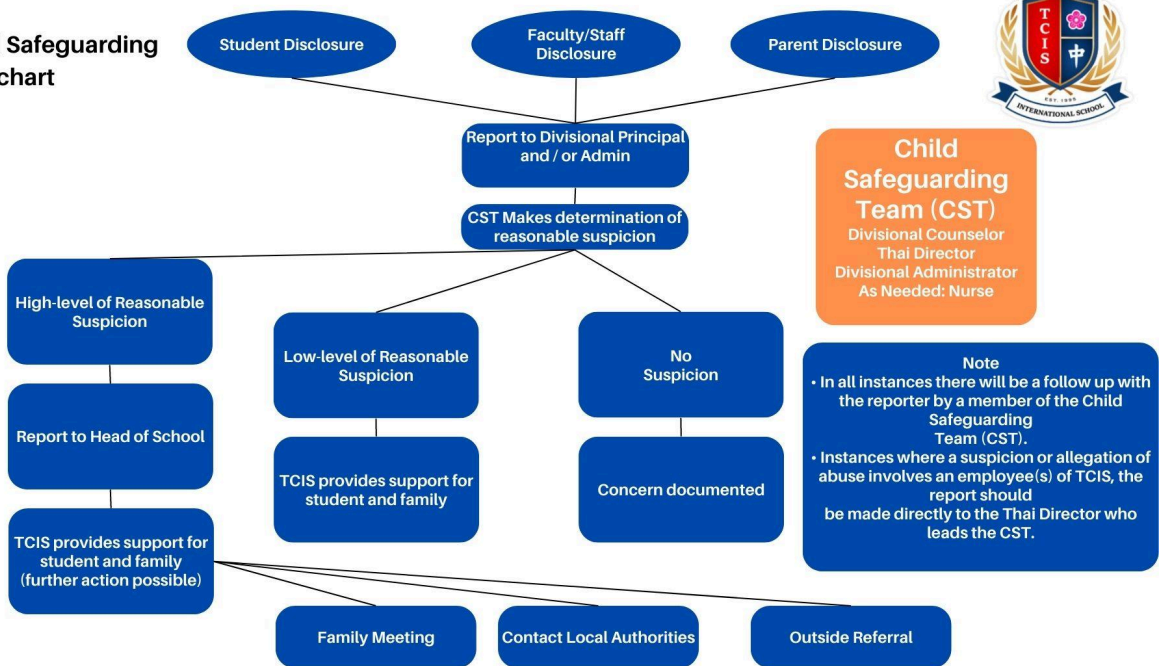 Safeguarding
chart
Student Disclosure
Faculty/Staff
Disclosure
Parent Disclosure
T
C
I
S
中
EST. 1993
INTERNATIONAL SCHOOL
Report to Divisional Principal
and / or Admin
CST Makes determination of
reasonable suspicion
Child
Safeguarding
Team (CST)
Divisional Counselor
Thai Director
Divisional Administrator
As Needed: Nurse
High-level of Reasonable
Suspicion
Low-level of Reasonable
Suspicion
No
Suspicion
Report to Head of School
TCIS provides support for
student and family
Concern documented
TCIS provides support for
student and family
(further action possible)
Note
• In all instances there will be a follow up with
the reporter by a member of the Child
Safeguarding
Team (CST).
• Instances where a suspicion or allegation of
abuse involves an employee(s) of TCIS, the
report should
be made directly to the Thai Director who
leads the CST.
Family Meeting
Contact Local Authorities
Outside Referral